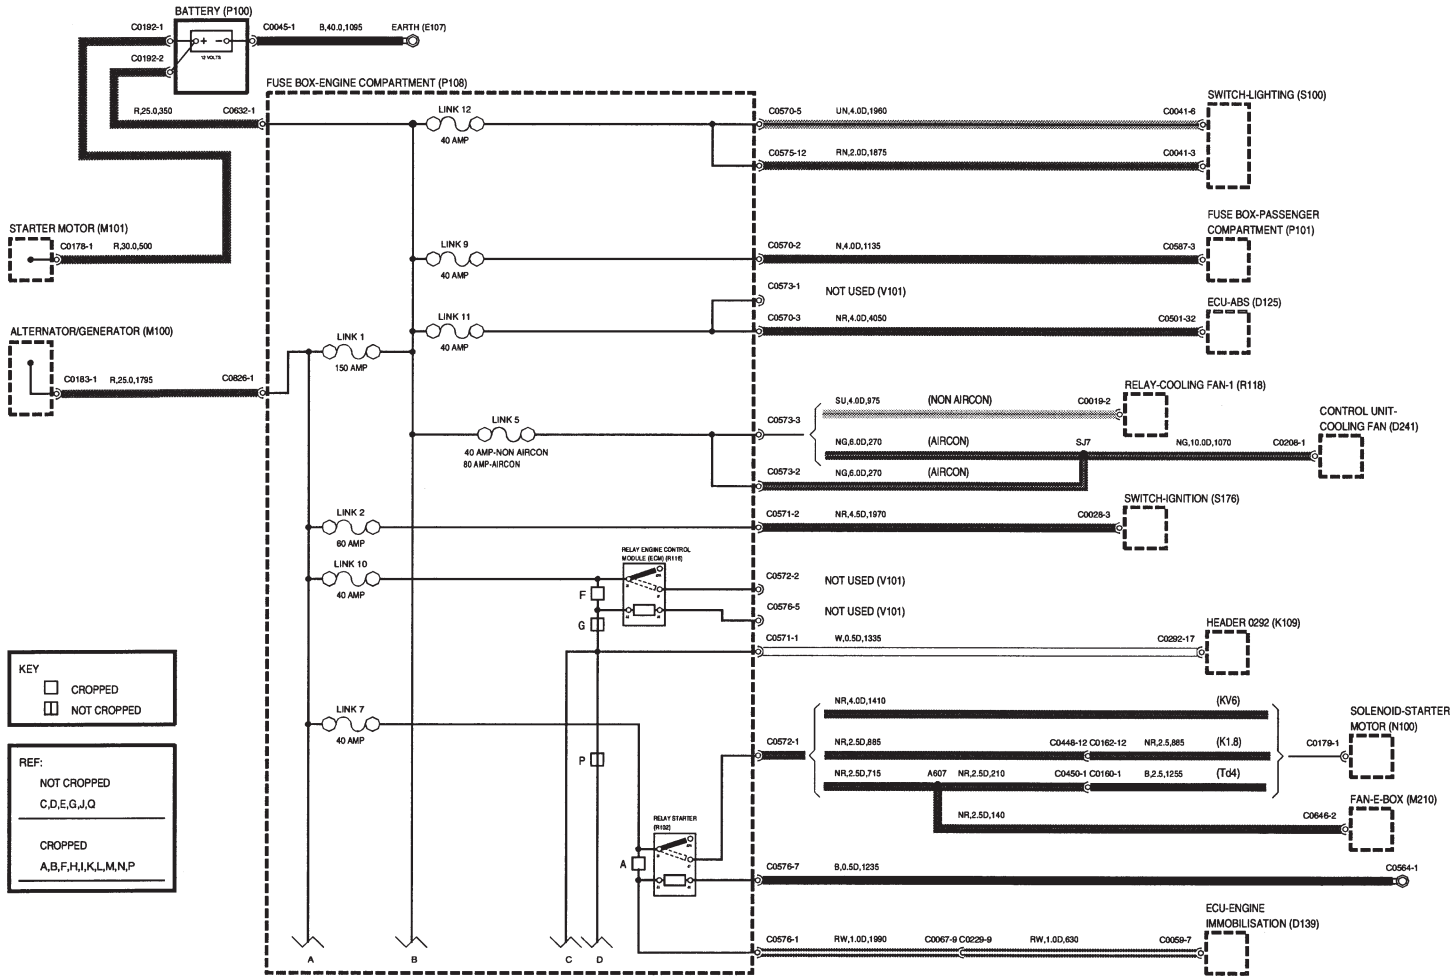 BATTERY (P100)
C0192-1
C0045-1
B,40.0,1095
EARTH (E107)
+ -
12 VOLTS
C0192-2
FUSE BOX-ENGINE COMPARTMENT (P108)
R,25.0,350
C0632-1
LINK 12
40 AMP
C0570-5
UN,4.0D,1960
C0041-6
SWITCH-LIGHTING (S100)
C0575-12
RN,2.0D,1875
C0041-3
STARTER MOTOR (M101)
C0178-1
R,30.0,500
LINK 9
40 AMP
C0570-2
N,4.0D,1135
C0587-3
FUSE BOX-PASSENGER
COMPARTMENT (P101)
C0573-1
NOT USED (V101)
LINK 11
40 AMP
C0570-3
NR,4.0D,4050
C0501-32
ECU-ABS (D125)
ALTERNATOR/GENERATOR (M100)
C0183-1
R,25.0,1795
C0826-1
LINK 1
150 AMP
LINK 5
40 AMP-NON AIRCON
80 AMP-AIRCON
C0573-3
SU,4.0D,975
(NON AIRCON)
C0019-2
RELAY-COOLING FAN-1 (R118)
NG,6.0D,270
(AIRCON)
SJ7
NG,10.0D,1070
C0208-1
CONTROL UNIT-
COOLING FAN (D241)
C0573-2
NG,6.0D,270
(AIRCON)
LINK 2
60 AMP
C0571-2
NR,4.5D,1970
C0028-3
SWITCH-IGNITION (S176)
LINK 10
40 AMP
RELAY ENGINE CONTROL
MODULE (ECM) (R116)
F
G
C0572-2
NOT USED (V101)
C0576-5
NOT USED (V101)
C0571-1
W,0.5D,1335
C0292-17
HEADER 0292 (K109)
KEY
CROPPED
NOT CROPPED
LINK 7
40 AMP
P
C0572-1
NR,4.0D,1410
(KV6)
NR,2.5D,885
C0448-12 C0162-12
NR,2.5,885
(K1.8)
NR,2.5D,715
A607
NR,2.5D,210
C0450-1 C0160-1
B,2.5,1255
(Td4)
C0179-1
SOLENOID-STARTER
MOTOR (N100)
NR,2.5D,140
C0646-2
FAN-E-BOX (M210)
REF:
NOT CROPPED
C,D,E,G,J,Q
CROPPED
A,B,F,H,I,K,L,M,N,P
RELAY STARTER
(R132)
A
C0576-7
B,0.5D,1235
C0564-1
C0576-1
RW,1.0D,1990
C0067-9 C0229-9
RW,1.0D,630
C0059-7
ECU-ENGINE
IMMOBILISATION (D139)
A
B
C
D